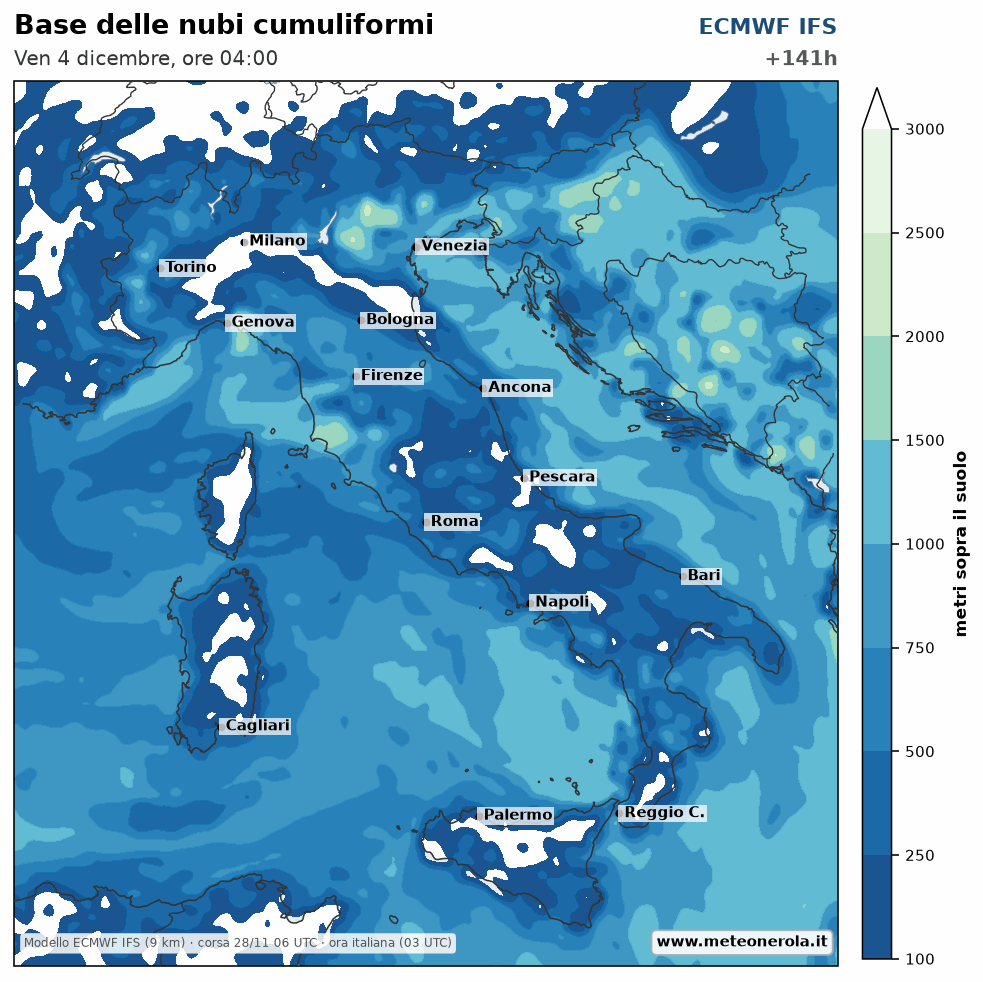 Base delle nubi cumuliformi
ECMWF IFS
Ven 4 dicembre, ore 04:00
+141h
Milano
Venezia
Torino
Genova
Bologna
Firenze
Ancona
Pescara
Roma
Bari
Napoli
Cagliari
Palermo
Reggio C.
3000
2500
2000
1500
1000
750
500
250
100
metri sopra il suolo
Modello ECMWF IFS (9 km) · corsa 28/11 06 UTC · ora italiana (03 UTC)
www.meteonerola.it